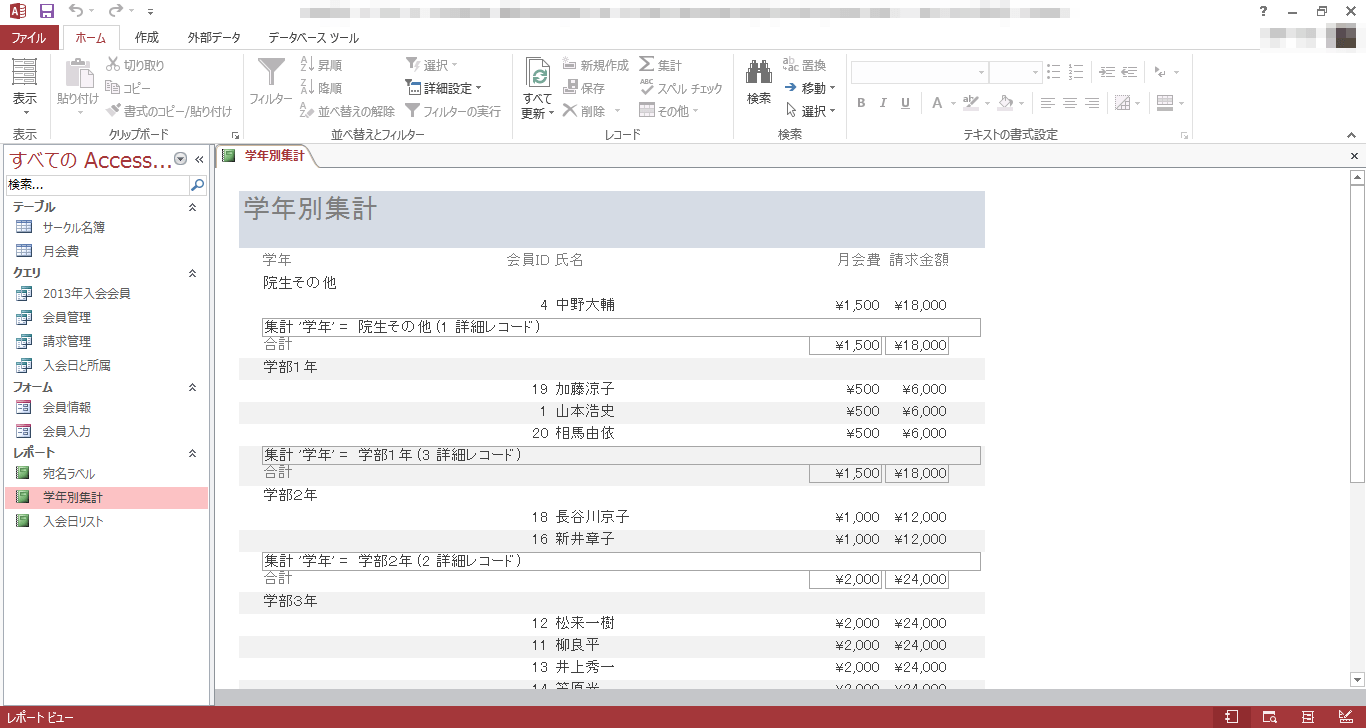 ?
ファイル ホーム 作成 外部データ データベース ツール
表示
表示
貼り付け
切り取り
コピー
書式のコピー/貼り付け
クリップボード
フィルター
昇順
降順
並べ替えの解除
選択
詳細設定
フィルターの実行
並べ替えとフィルター
すべて
更新
新規作成
保存
削除
集計
スペル チェック
その他
レコード
検索
置換
移動
選択
検索
B I U A
テキストの書式設定
すべての Access...
検索...
テーブル
サークル名簿
月会費
クエリ
2013年入会会員
会員管理
請求管理
入会日と所属
フォーム
会員情報
会員入力
レポート
宛名ラベル
学年別集計
入会日リスト
学年別集計
学年別集計
学年 会員ID 氏名 月会費 請求金額
院生その他
4 中野大輔 ¥1,500 ¥18,000
集計 '学年' = 院生その他 (1 詳細レコード)
合計 ¥1,500 ¥18,000
学部1年
19 加藤涼子 ¥500 ¥6,000
1 山本浩史 ¥500 ¥6,000
20 相馬由依 ¥500 ¥6,000
集計 '学年' = 学部1年 (3 詳細レコード)
合計 ¥1,500 ¥18,000
学部2年
18 長谷川京子 ¥1,000 ¥12,000
16 新井章子 ¥1,000 ¥12,000
集計 '学年' = 学部2年 (2 詳細レコード)
合計 ¥2,000 ¥24,000
学部3年
12 松来一樹 ¥2,000 ¥24,000
11 柳良平 ¥2,000 ¥24,000
13 井上秀一 ¥2,000 ¥24,000
14 ¥2,000 ¥24,000
レポート ビュー